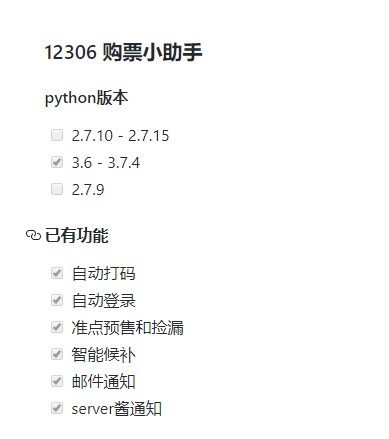 12306 购票小助手
python版本
2.7.10 - 2.7.15
3.6 - 3.7.4
2.7.9
已有功能
自动打码
自动登录
准点预售和捡漏
智能候补
邮件通知
server酱通知